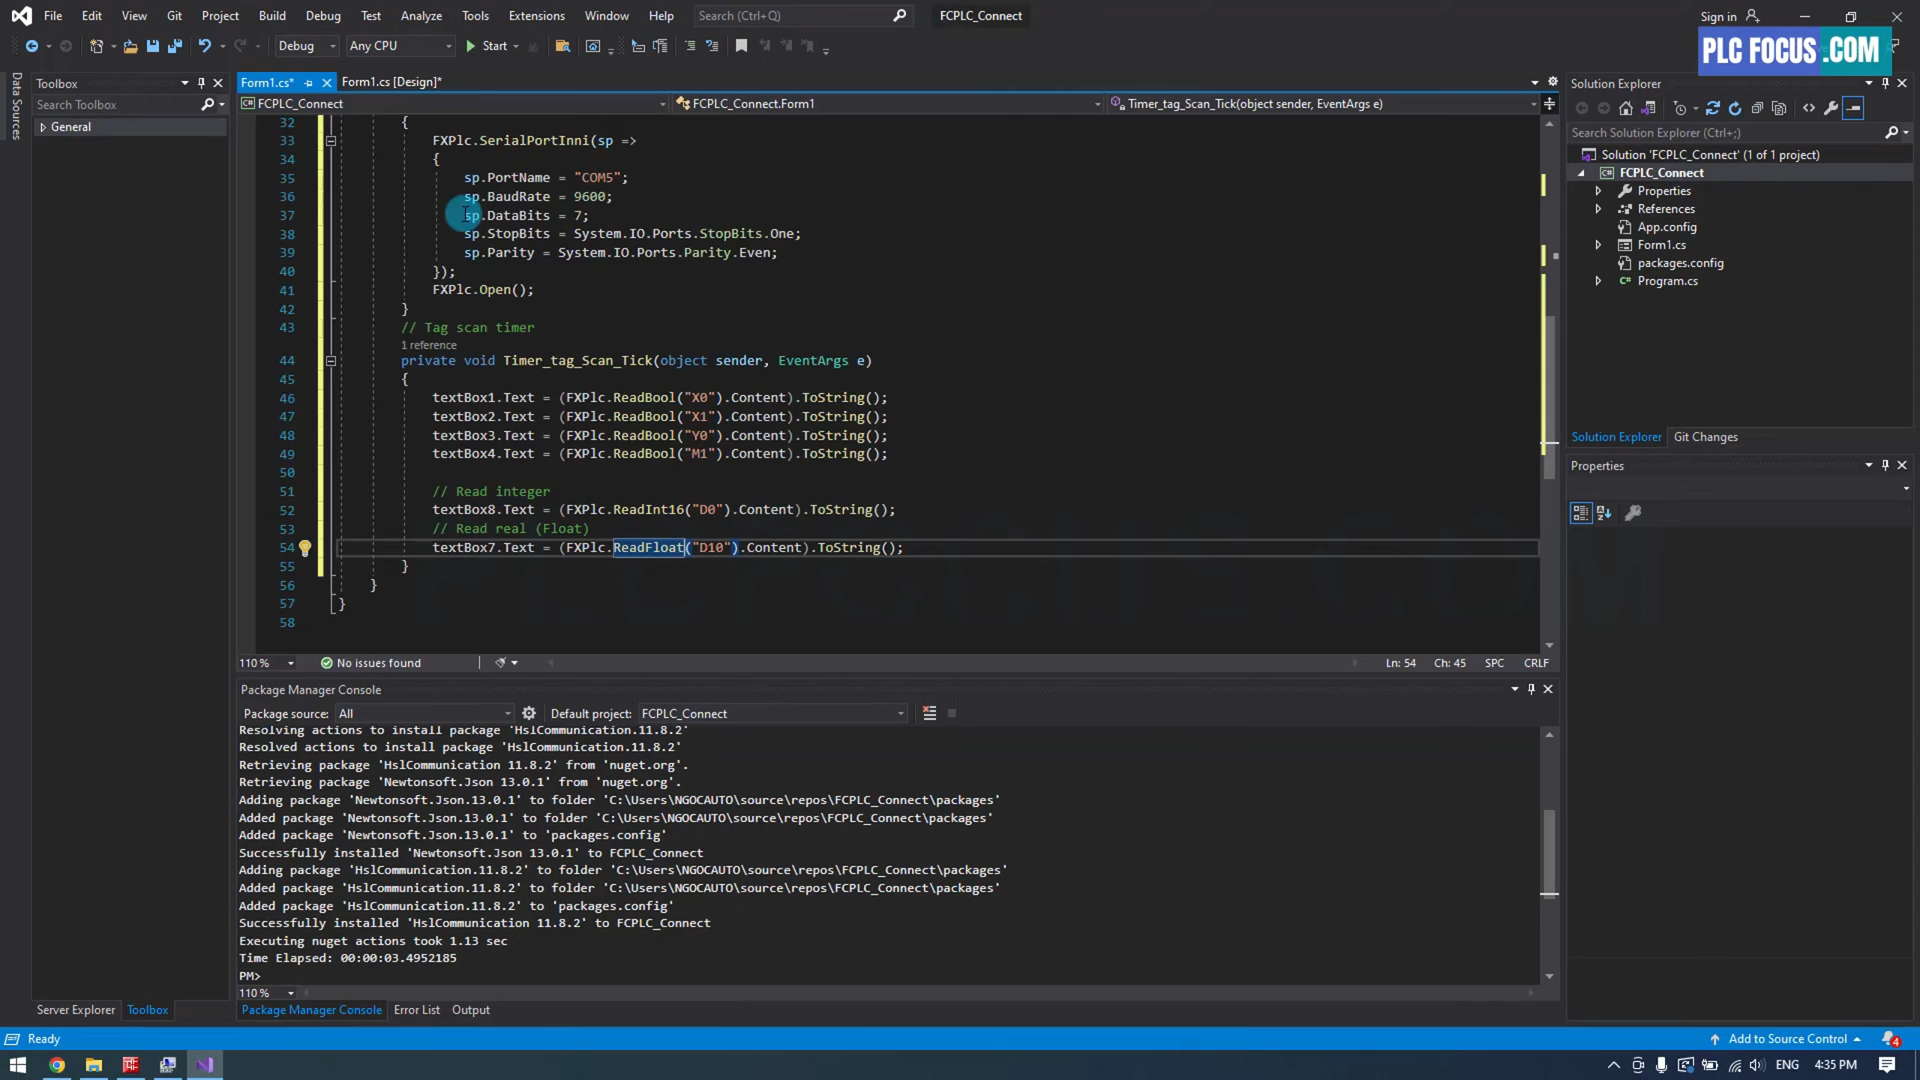 File Edit View Git Project Build Debug Test Analyze Tools Extensions Window Help Search (Ctrl+Q) FCPLC_Connect Sign in
Debug Any CPU Start
PLC FOCUS.COM
Data Sources
Toolbox
Search Toolbox
General
Form1.cs* Form1.cs [Design]*
FCPLC_Connect FCPLC_Connect.Form1 Timer_tag_Scan_Tick(object sender, EventArgs e)
32 {
33 FXPlc.SerialPortInni(sp =>
34 {
35 sp.PortName = "COM5";
36 sp.BaudRate = 9600;
37 sp.DataBits = 7;
38 sp.StopBits = System.IO.Ports.StopBits.One;
39 sp.Parity = System.IO.Ports.Parity.Even;
40 });
41 FXPlc.Open();
42 }
43 // Tag scan timer
1 reference
44 private void Timer_tag_Scan_Tick(object sender, EventArgs e)
45 {
46 textBox1.Text = (FXPlc.ReadBool("X0").Content).ToString();
47 textBox2.Text = (FXPlc.ReadBool("X1").Content).ToString();
48 textBox3.Text = (FXPlc.ReadBool("Y0").Content).ToString();
49 textBox4.Text = (FXPlc.ReadBool("M1").Content).ToString();
50
51 // Read integer
52 textBox8.Text = (FXPlc.ReadInt16("D0").Content).ToString();
53 // Read real (Float)
54 textBox7.Text = (FXPlc.ReadFloat("D10").Content).ToString();
55 }
56 }
57 }
58
PLCFOCUS.COM
110 % No issues found Ln: 54 Ch: 45 SPC CRLF
Package Manager Console
Package source: All Default project: FCPLC_Connect
Resolving actions to install package 'HslCommunication.11.8.2'
Resolved actions to install package 'HslCommunication.11.8.2'
Retrieving package 'HslCommunication 11.8.2' from 'nuget.org'.
Retrieving package 'Newtonsoft.Json 13.0.1' from 'nuget.org'.
Adding package 'Newtonsoft.Json.13.0.1' to folder 'C:\Users\NGOCAUTO\source\repos\FCPLC_Connect\packages'
Added package 'Newtonsoft.Json.13.0.1' to folder 'C:\Users\NGOCAUTO\source\repos\FCPLC_Connect\packages'
Added package 'Newtonsoft.Json.13.0.1' to 'packages.config'
Successfully installed 'Newtonsoft.Json 13.0.1' to FCPLC_Connect
Adding package 'HslCommunication.11.8.2' to folder 'C:\Users\NGOCAUTO\source\repos\FCPLC_Connect\packages'
Added package 'HslCommunication.11.8.2' to folder 'C:\Users\NGOCAUTO\source\repos\FCPLC_Connect\packages'
Added package 'HslCommunication.11.8.2' to 'packages.config'
Successfully installed 'HslCommunication 11.8.2' to FCPLC_Connect
Executing nuget actions took 1.13 sec
Time Elapsed: 00:00:03.4952185
PM>
110 %
Server Explorer Toolbox Package Manager Console Error List Output
Solution Explorer
Search Solution Explorer (Ctrl+;)
Solution 'FCPLC_Connect' (1 of 1 project)
FCPLC_Connect
Properties
References
App.config
Form1.cs
packages.config
Program.cs
Solution Explorer Git Changes
Properties
Ready Add to Source Control 4
ENG 4:35 PM